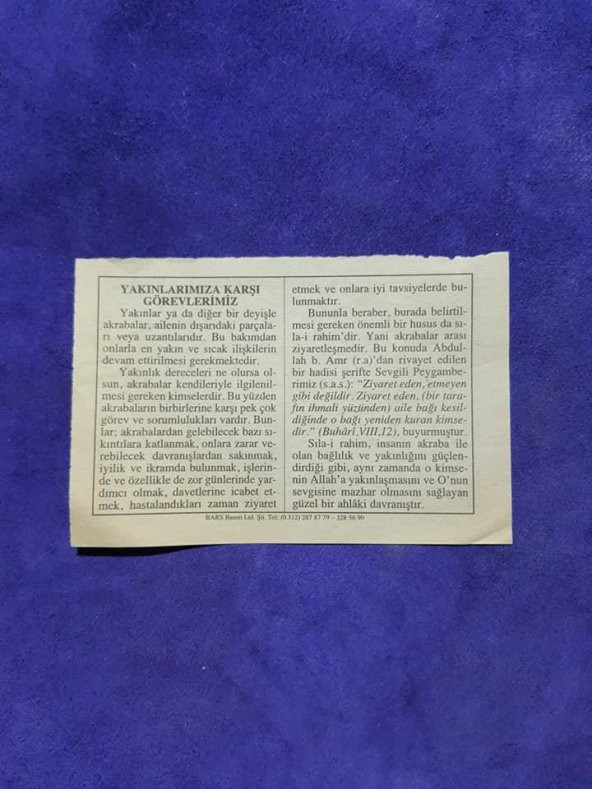 YAKINLARIMIZA KARŞI
GÖREVLERİMİZ
Yakınlar ya da diğer bir deyişle
akrabalar, ailenin dışarıdaki parçala-
rı veya uzantılarıdır. Bu bakımdan
onlarla en yakın ve sıcak ilişkilerin
devam ettirilmesi gerekmektedir.
Yakınlık dereceleri ne olursa ol-
sun, akrabalar kendileriyle ilgilenil-
mesi gereken kimselerdir. Bu yüzden
akrabaların birbirlerine karşı pek çok
görev ve sorumlulukları vardır. Bun-
lar; akrabalardan gelebilecek bazı sı-
kıntılara katlanmak, onlara zarar ve-
rebilecek davranışlardan sakınmak,
iyilik ve ikramda bulunmak, işlerin-
de ve özellikle de zor günlerinde yar-
dımcı olmak, davetlerine icabet et-
mek, hastalandıkları zaman ziyaret
etmek ve onlara iyi tavsiyelerde bu-
lunmaktır.
Bununla beraber, burada belirtil-
mesi gereken önemli bir husus da sı-
la-i rahim'dir. Yani akrabalar arası
ziyaretleşmedir. Bu konuda Abdul-
lah b. Amr (r.a)'dan rivayet edilen
bir hadisi şerifte Sevgili Peygambe-
rimiz (s.a.s.): "Ziyaret eden, etmeyen
gibi değildir. Ziyaret eden, (bir tara-
fın ihmali yüzünden) aile bağı kesil-
diğinde o bağı yeniden kuran kimse-
dir." (Buhârî,VIII,12), buyurmuştur.
Sıla-i rahim, insanın akraba ile
olan bağlılık ve yakınlığını güçlen-
dirdiği gibi, aynı zamanda o kimse-
nin Allah'a yakınlaşmasını ve O'nun
sevgisine mazhar olmasını sağlayan
güzel bir ahlâki davranıştır.
BARS Basım Ltd. Şti. Tel: (0.312) 287 87 79 – 328 56 90